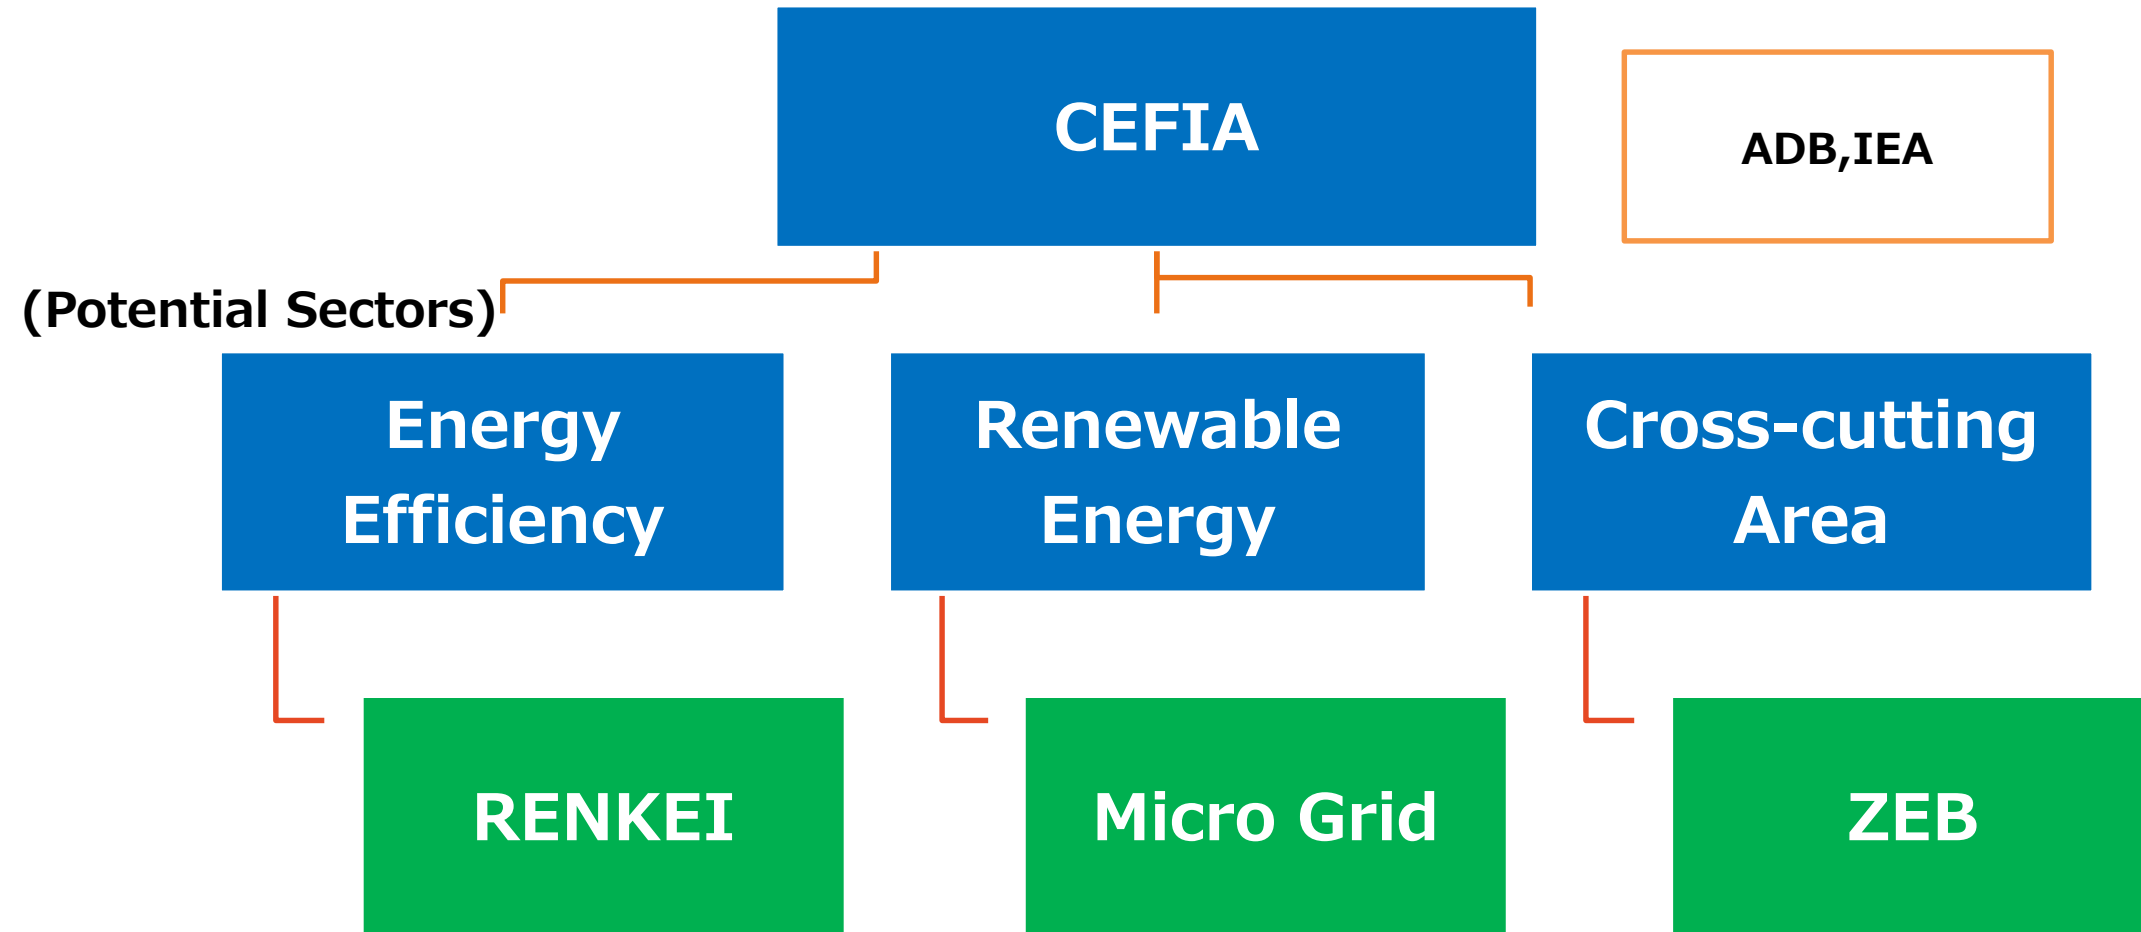 CEFIA
ADB,IEA
(Potential Sectors)
Energy
Efficiency
Renewable
Energy
Cross-cutting
Area
RENKEI
Micro Grid
ZEB